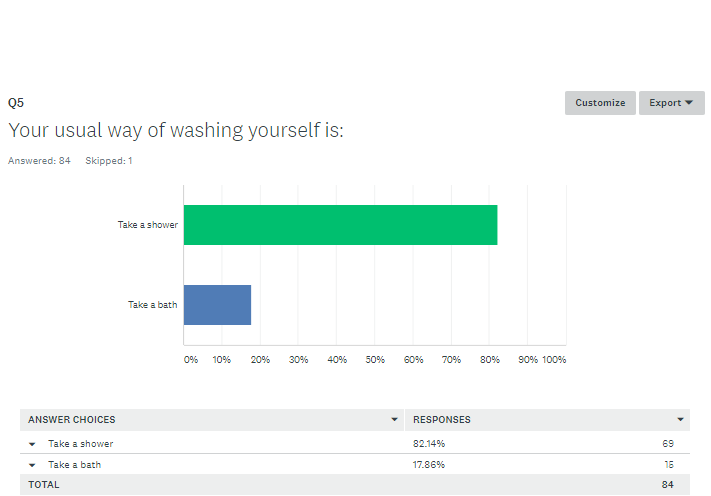 Q5
Customize
Export
Your usual way of washing yourself is:
Answered: 84 Skipped: 1
Take a shower
Take a bath
0% 10% 20% 30% 40% 50% 60% 70% 80% 90% 100%
ANSWER CHOICES RESPONSES
Take a shower 82.14% 69
Take a bath 17.86% 15
TOTAL 84